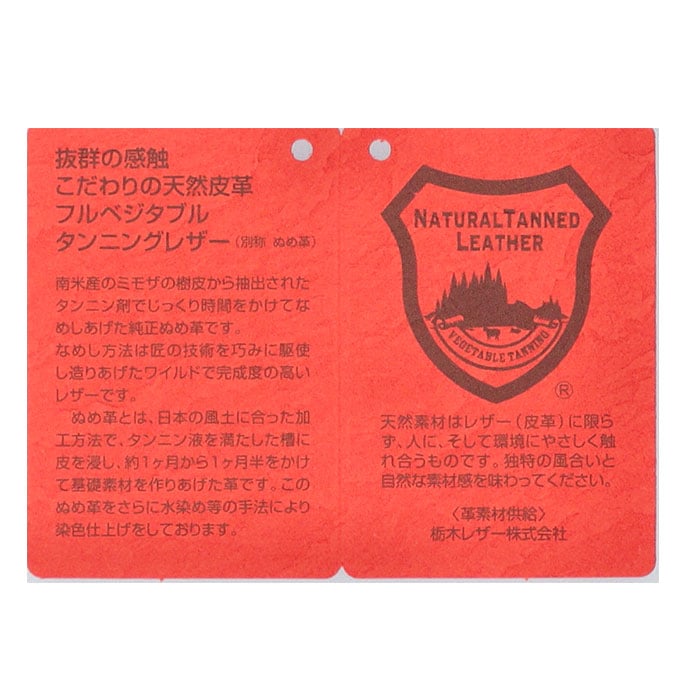 抜群の感触
こだわりの天然皮革
フルベジタブル
タンニングレザー（別称 ぬめ革）
南米産のミモザの樹皮から抽出された
タンニン剤でじっくり時間をかけてな
めしあげた純正ぬめ革です。
なめし方法は匠の技術を巧みに駆使
し造りあげたワイルドで完成度の高い
レザーです。
ぬめ革とは、日本の風土に合った加
工方法で、タンニン液を満たした槽に
皮を浸し、約1ヶ月から1ヶ月半をかけ
て基礎素材を作りあげた革です。この
ぬめ革をさらに水染め等の手法により
染色仕上げをしております。
NATURAL TANNED
LEATHER
VEGETABLE TANNING
®
天然素材はレザー（皮革）に限ら
ず、人に、そして環境にやさしく触
れ合うものです。独特の風合いと
自然な素材感を味わってください。
〈革素材供給〉
栃木レザー株式会社